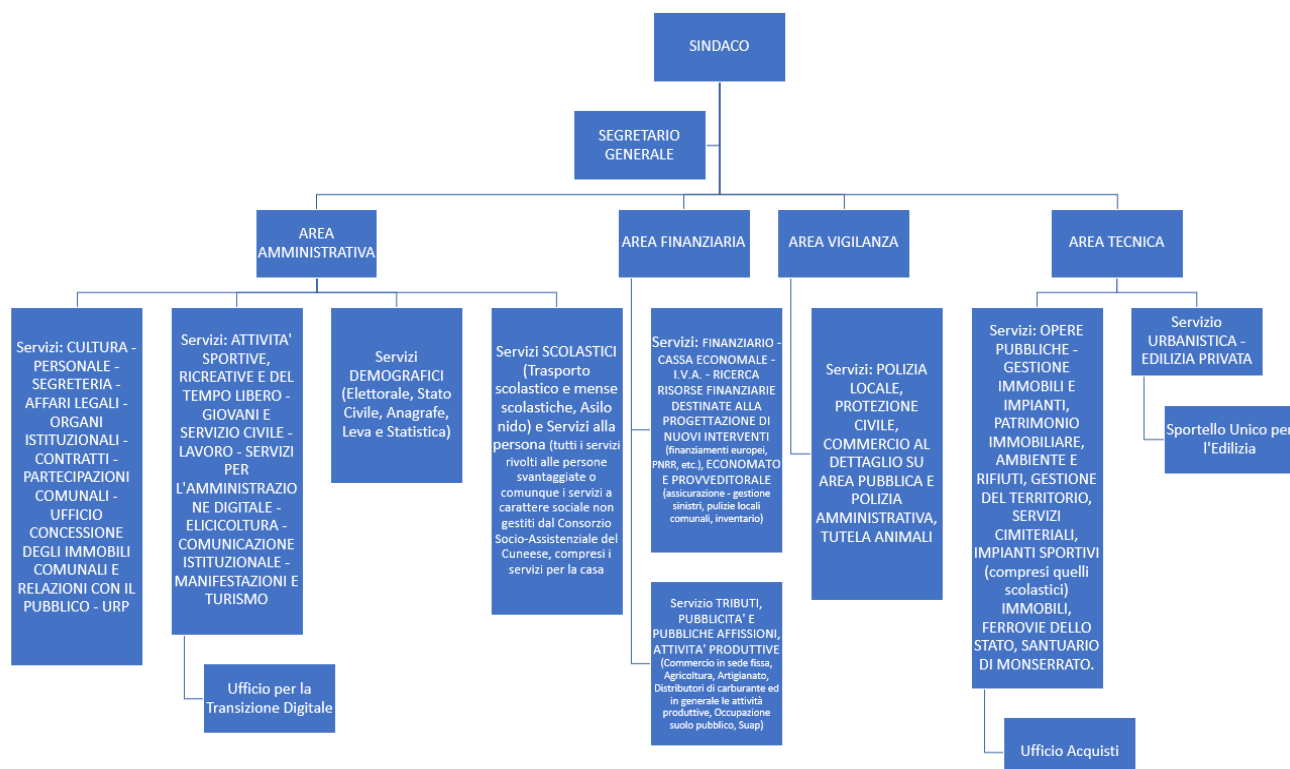 SINDACO
SEGRETARIO
GENERALE
AREA
AMMINISTRATIVA
AREA FINANZIARIA
AREA VIGILANZA
AREA TECNICA
Servizi: CULTURA -
PERSONALE -
SEGRETERIA -
AFFARI LEGALI -
ORGANI
ISTITUZIONALI -
CONTRATTI -
PARTECIPAZIONI
COMUNALI -
UFFICIO
CONCESSIONE
DEGLI IMMOBILI
COMUNALI E
RELAZIONI CON IL
PUBBLICO - URP
Servizi: ATTIVITA'
SPORTIVE,
RICREATIVE E DEL
TEMPO LIBERO -
GIOVANI E
SERVIZIO CIVILE -
LAVORO - SERVIZI
PER
L'AMMINISTRAZIO
NE DIGITALE -
ELICICOLTURA -
COMUNICAZIONE
ISTITUZIONALE -
MANIFESTAZIONI E
TURISMO
Ufficio per la
Transizione Digitale
Servizi
DEMOGRAFICI
(Elettorale, Stato
Civile, Anagrafe,
Leva e Statistica)
Servizi SCOLASTICI
(Trasporto
scolastico e mense
scolastiche, Asilo
nido) e Servizi alla
persona (tutti i servizi
rivolti alle persone
svantaggiate o
comunque i servizi a
carattere sociale non
gestiti dal Consorzio
Socio-Assistenziale del
Cuneese, compresi i
servizi per la casa
Servizi: FINANZIARIO -
CASSA ECONOMALE -
I.V.A. - RICERCA
RISORSE FINANZIARIE
DESTINATE ALLA
PROGETTAZIONE DI
NUOVI INTERVENTI
(finanziamenti europei,
PNRR, etc.), ECONOMATO
E PROVVEDITORALE
(assicurazione - gestione
sinistri, pulizie locali
comunali, inventario)
Servizio TRIBUTI,
PUBBLICITA' E
PUBBLICHE AFFISSIONI,
ATTIVITA' PRODUTTIVE
(Commercio in sede fissa,
Agricoltura, Artigianato,
Distributori di carburante ed
in generale le attività
produttive, Occupazione
suolo pubblico, Suap)
Servizi: POLIZIA
LOCALE,
PROTEZIONE
CIVILE,
COMMERCIO AL
DETTAGLIO SU
AREA PUBBLICA E
POLIZIA
AMMINISTRATIVA,
TUTELA ANIMALI
Servizi: OPERE
PUBBLICHE -
GESTIONE
IMMOBILI E
IMPIANTI,
PATRIMONIO
IMMOBILIARE,
AMBIENTE E
RIFIUTI, GESTIONE
DEL TERRITORIO,
SERVIZI
CIMITERIALI,
IMPIANTI SPORTIVI
(compresi quelli
scolastici)
IMMOBILI,
FERROVIE DELLO
STATO, SANTUARIO
DI MONSERRATO.
Ufficio Acquisti
Servizio
URBANISTICA -
EDILIZIA PRIVATA
Sportello Unico per
l'Edilizia